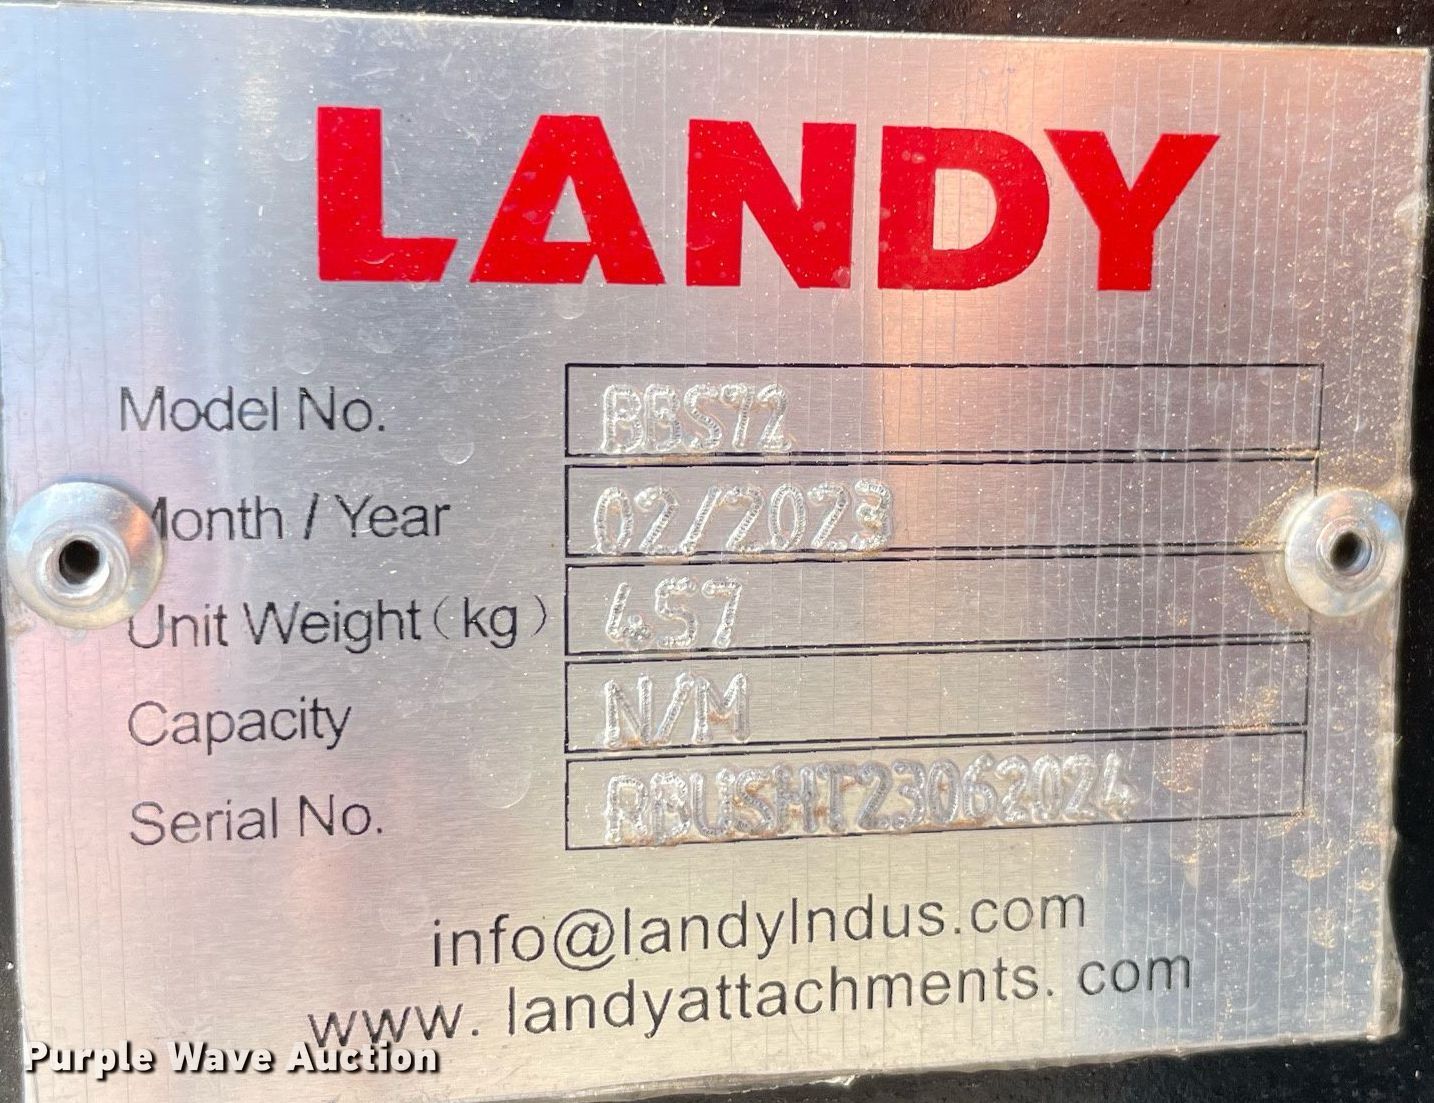 LANDY
Model No. BBS72
Month / Year 02/2023
Unit Weight(kg) 457
Capacity N/M
Serial No. RBUSHT23062024
info@landyIndus.com
www. landyattachments. com
Purple Wave Auction